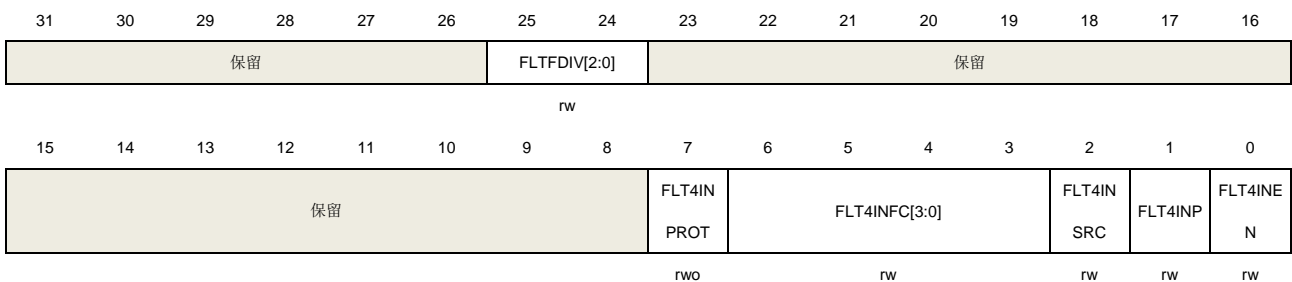 31 30 29 28 27 26 25 24 23 22 21 20 19 18 17 16
保留 FLTFDIV[2:0] 保留
rw
15 14 13 12 11 10 9 8 7 6 5 4 3 2 1 0
保留 FLT4IN PROT FLT4INFC[3:0] FLT4IN SRC FLT4INP FLT4INE N
rwo rw rw rw rw